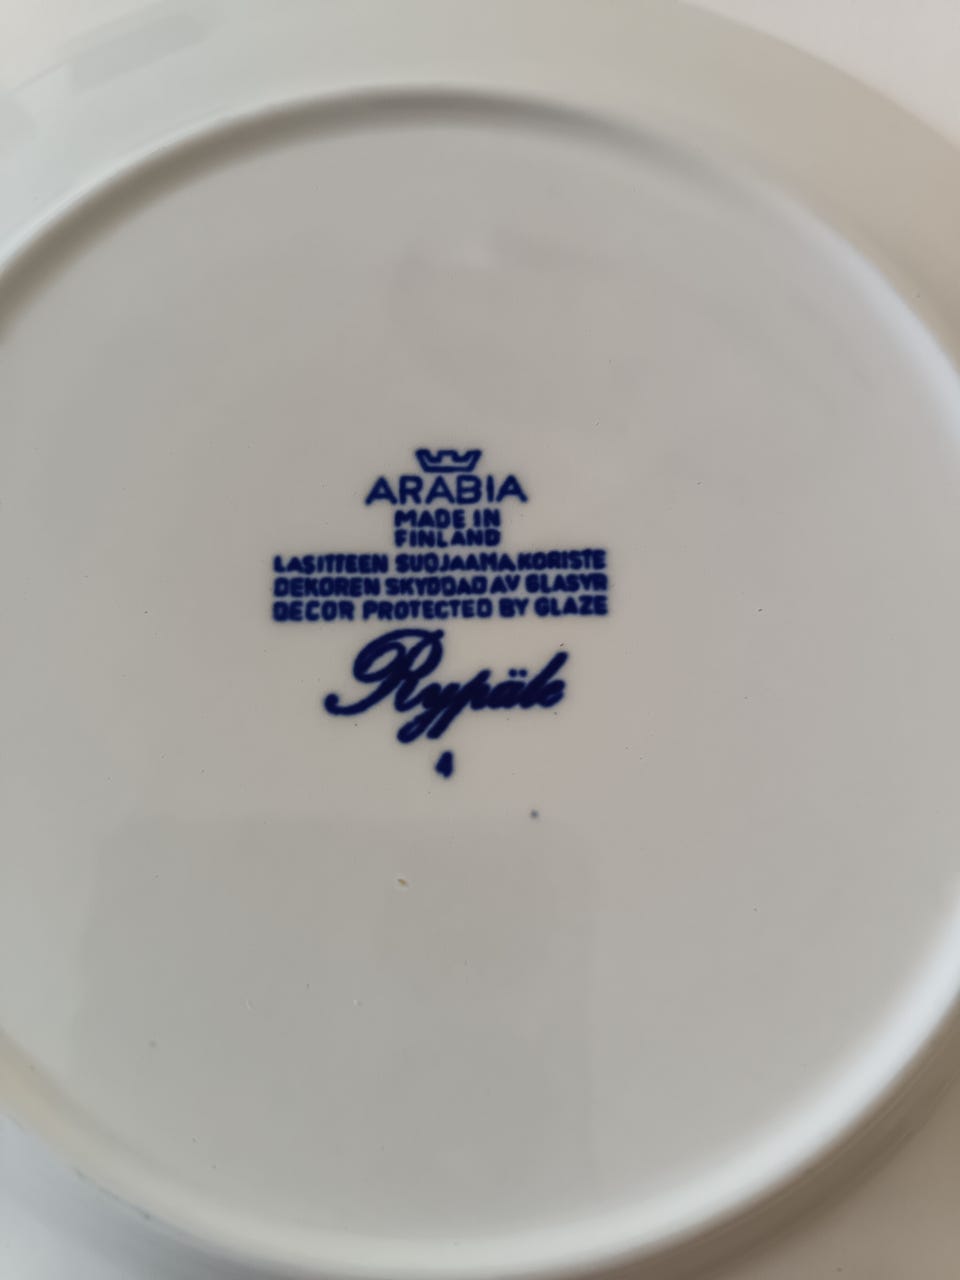 ARABIA
MADE IN
FINLAND
LASITTEEN SUOJAAMA KORISTE
DEKOREN SKYDDAD AV GLASYR
DECOR PROTECTED BY GLAZE
Rypäle
4